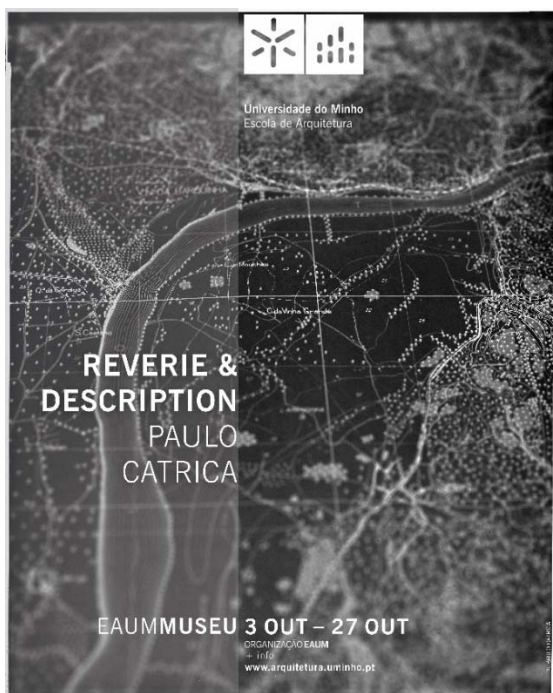 Universidade do Minho
Escola de Arquitetura
REVERIE &
DESCRIPTION
PAULO
CATRICA
EAUMMUSEU 3 OUT – 27 OUT
ORGANIZAÇÃO EAUM
+ info
www.arquitetura.uminho.pt